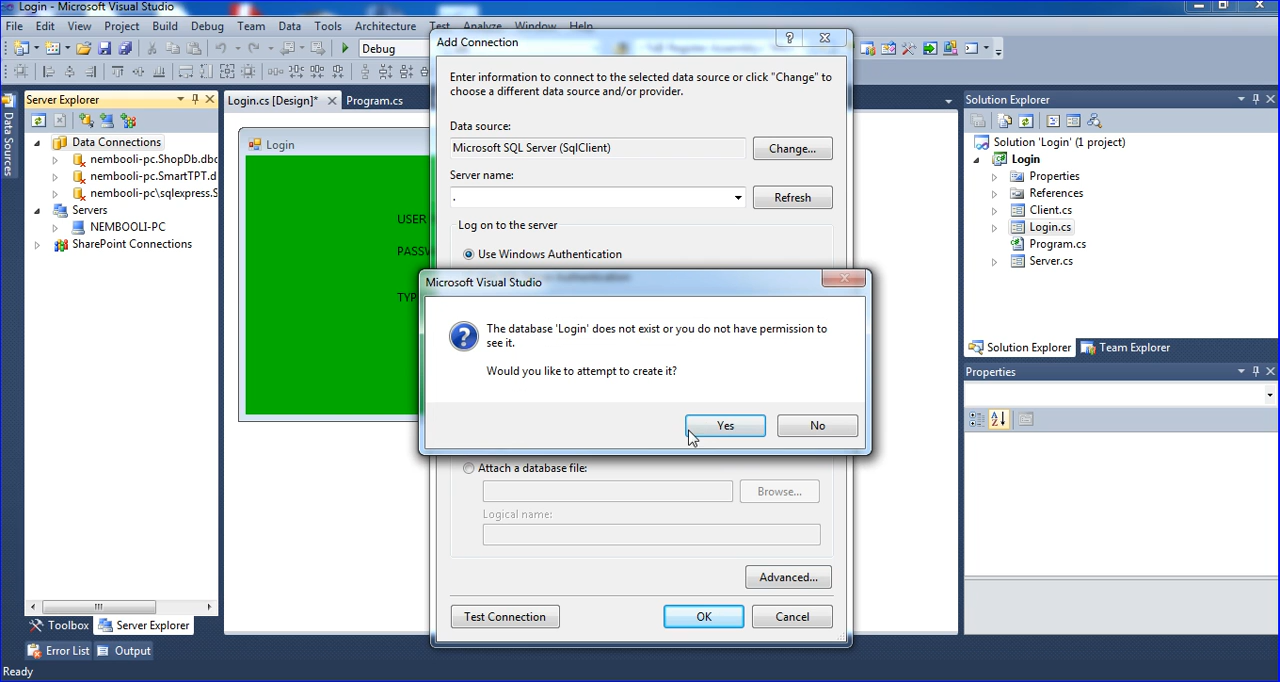 Login - Microsoft Visual Studio
File Edit View Project Build Debug Team Data Tools Architecture Test Analyze Window Help
Debug
Server Explorer
Data Sources
Data Connections
nembooli-pc.ShopDb.dbc
nembooli-pc.SmartTPT.d
nembooli-pc\sqlexpress.S
Servers
NEMBOOLI-PC
SharePoint Connections
Toolbox Server Explorer
Error List Output
Ready
Login.cs [Design]* Program.cs
Login
USER
PASSW
TYP
Add Connection
Enter information to connect to the selected data source or click "Change" to
choose a different data source and/or provider.
Data source:
Microsoft SQL Server (SqlClient) Change...
Server name:
. Refresh
Log on to the server
Use Windows Authentication
Microsoft Visual Studio
The database 'Login' does not exist or you do not have permission to
see it.
Would you like to attempt to create it?
Yes No
Attach a database file:
Browse...
Logical name:
Advanced...
Test Connection OK Cancel
Solution Explorer
Solution 'Login' (1 project)
Login
Properties
References
Client.cs
Login.cs
Program.cs
Server.cs
Solution Explorer Team Explorer
Properties